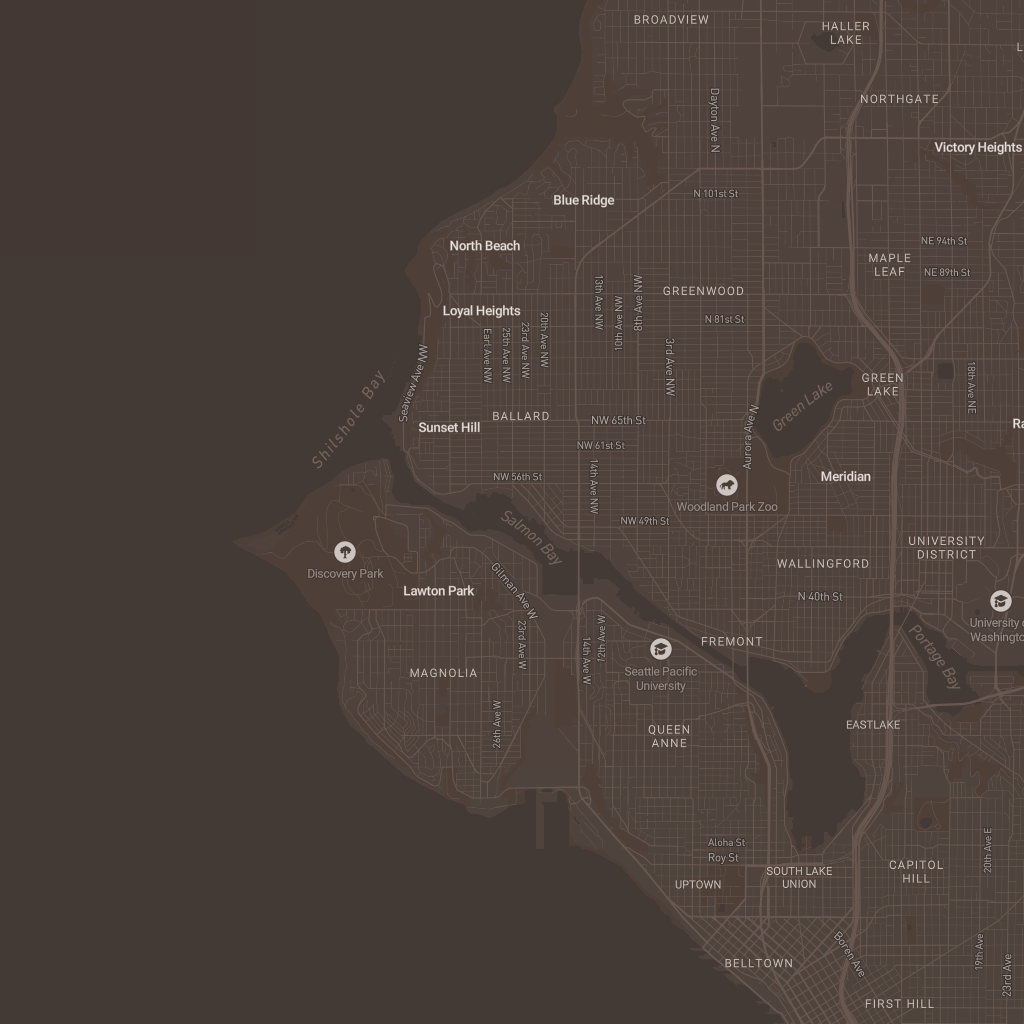 BROADVIEW
HALLER
LAKE
NORTHGATE
Dayton Ave N
Victory Heights
N 101st St
Blue Ridge
North Beach
NE 94th St
MAPLE
LEAF
NE 89th St
13th Ave NW
10th Ave NW
8th Ave NW
GREENWOOD
Loyal Heights
N 81st St
Earl Ave NW
25th Ave NW
23rd Ave NW
20th Ave NW
3rd Ave NW
Seaview Ave NW
GREEN
LAKE
18th Ave NE
Green Lake
Shilshole Bay
BALLARD
NW 65th St
Sunset Hill
Aurora Ave N
NW 61st St
NW 56th St
14th Ave NW
Meridian
Woodland Park Zoo
NW 49th St
Salmon Bay
UNIVERSITY
DISTRICT
WALLINGFORD
Discovery Park
Lawton Park
Gilman Ave W
N 40th St
University
Washington
23rd Ave W
14th Ave W
12th Ave W
FREMONT
Portage Bay
MAGNOLIA
Seattle Pacific
University
26th Ave W
QUEEN
ANNE
EASTLAKE
Aloha St
Roy St
20th Ave E
SOUTH LAKE
UNION
CAPITOL
HILL
UPTOWN
Boren Ave
19th Ave
BELLTOWN
23rd Ave
FIRST HILL